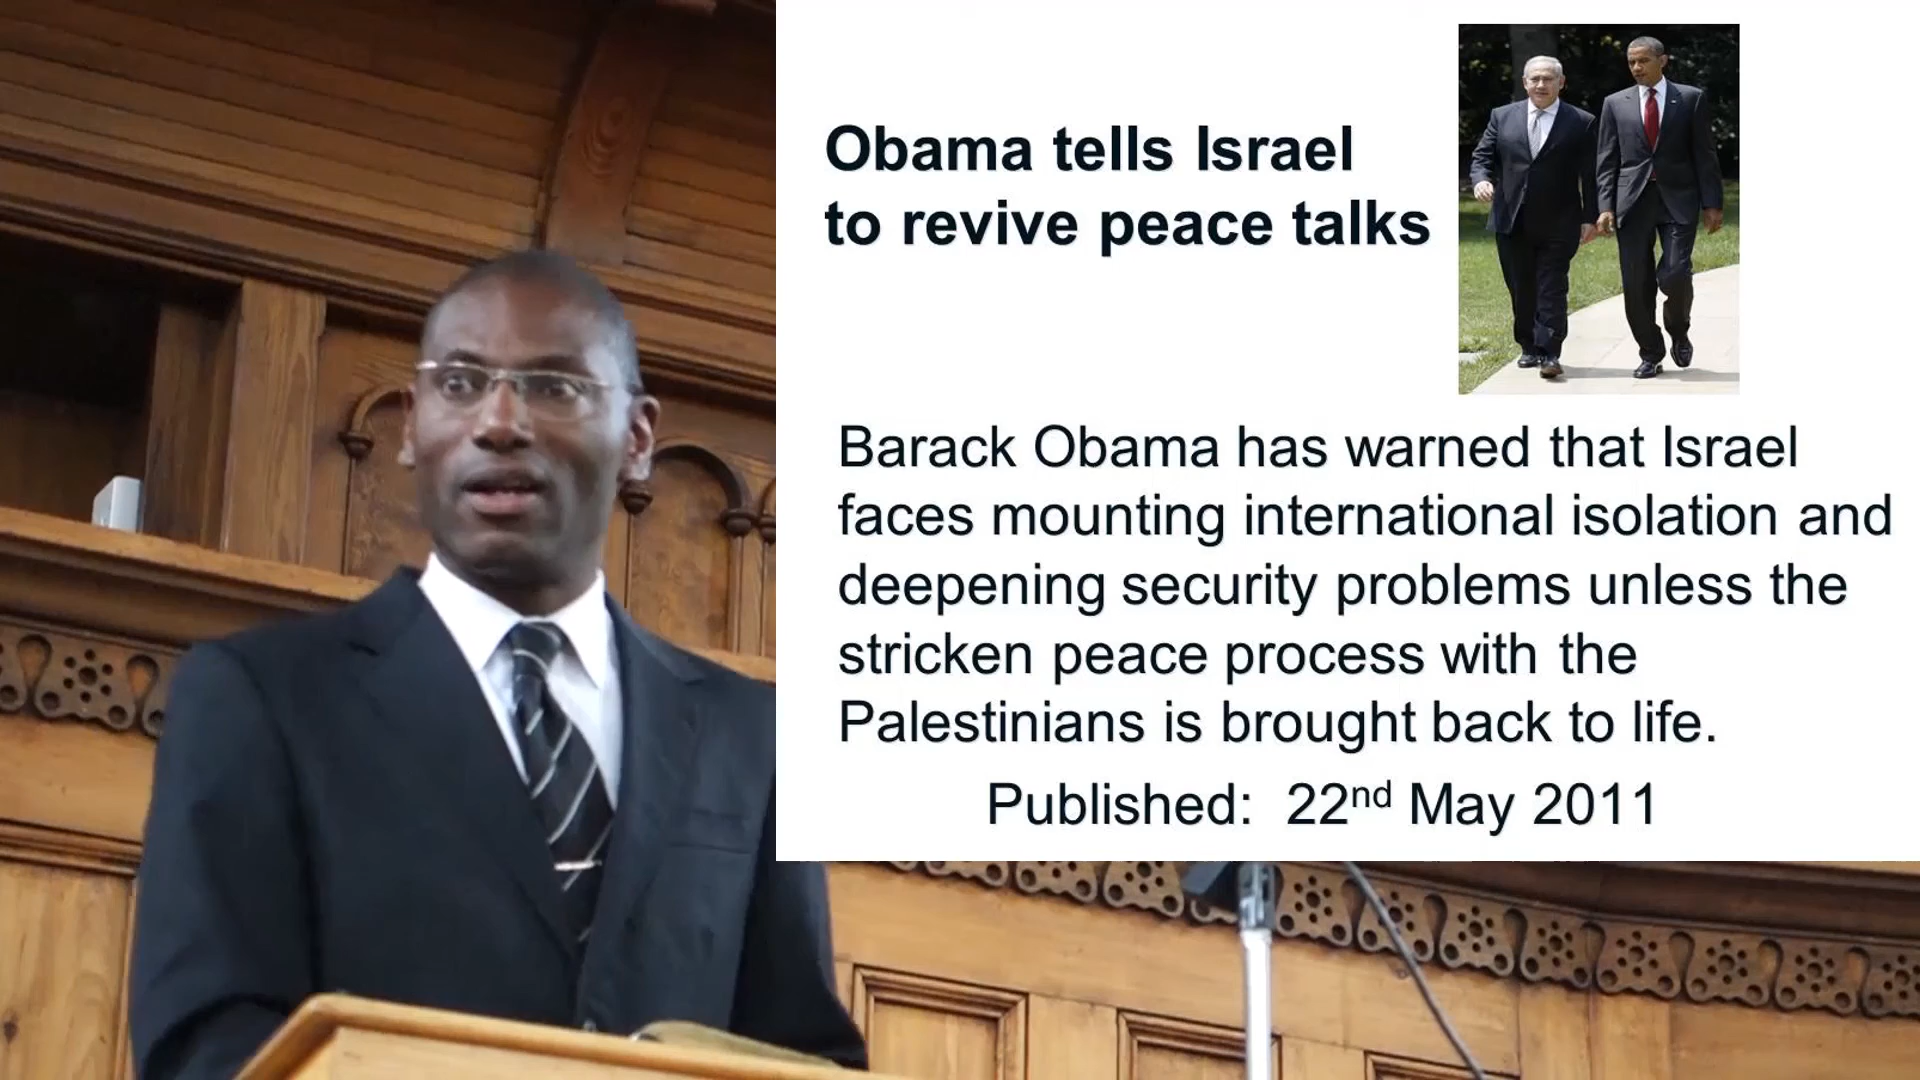 Obama tells Israel
to revive peace talks
Barack Obama has warned that Israel
faces mounting international isolation and
deepening security problems unless the
stricken peace process with the
Palestinians is brought back to life.
Published: 22nd May 2011